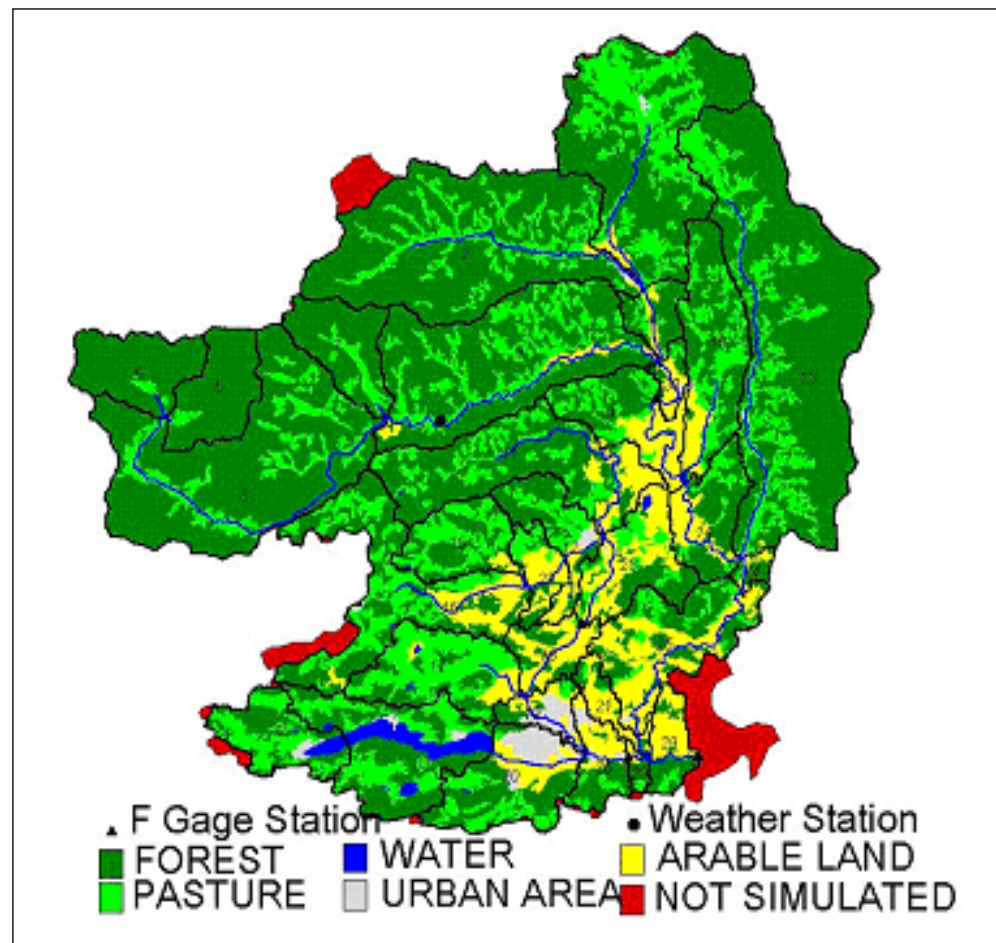 F Gage Station
Weather Station
FOREST
WATER
ARABLE LAND
PASTURE
URBAN AREA
NOT SIMULATED